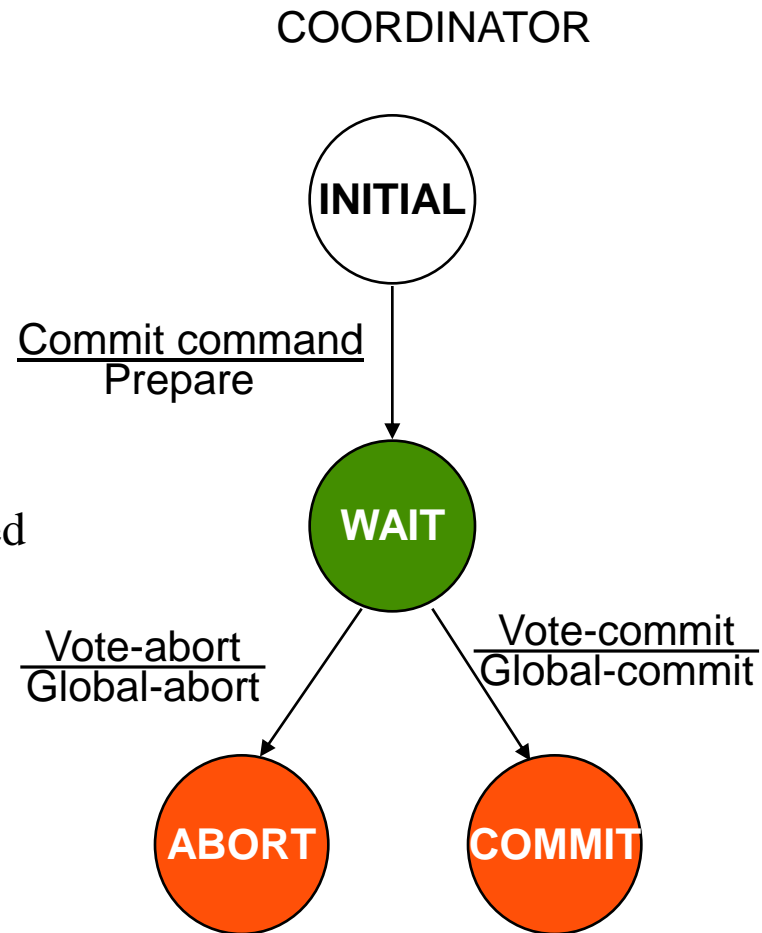 COORDINATOR
INITIAL
Commit command
Prepare
WAIT
Vote-abort
Global-abort
Vote-commit
Global-commit
ABORT
COMMIT